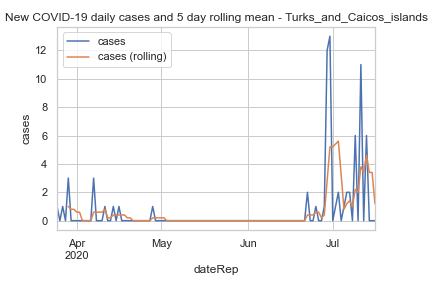 New COVID-19 daily cases and 5 day rolling mean - Turks_and_Caicos_islands
cases
cases (rolling)
12
10
8
6
4
2
0
cases
Apr
2020
May
Jun
Jul
dateRep